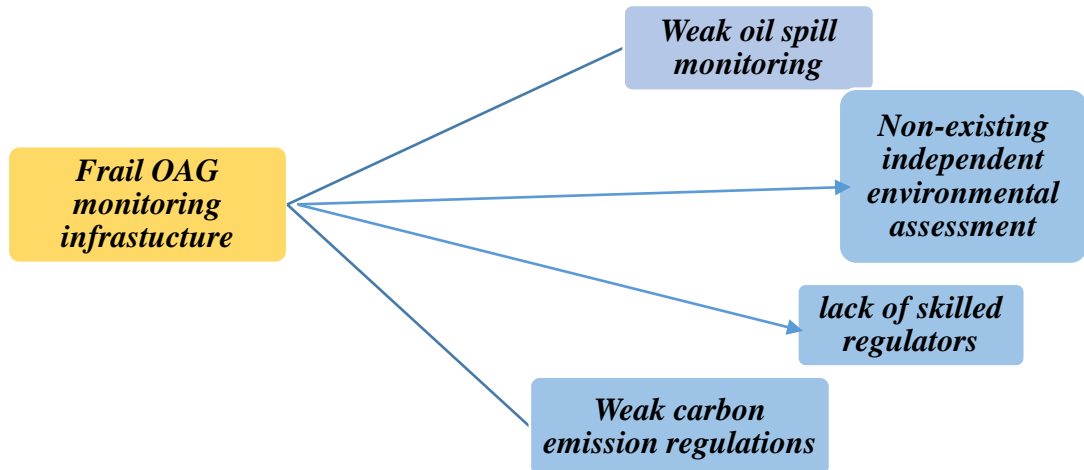 Weak oil spill
monitoring
Frail OAG
monitoring
infrastucture
Non-existing
independent
environmental
assessment
lack of skilled
regulators
Weak carbon
emission regulations